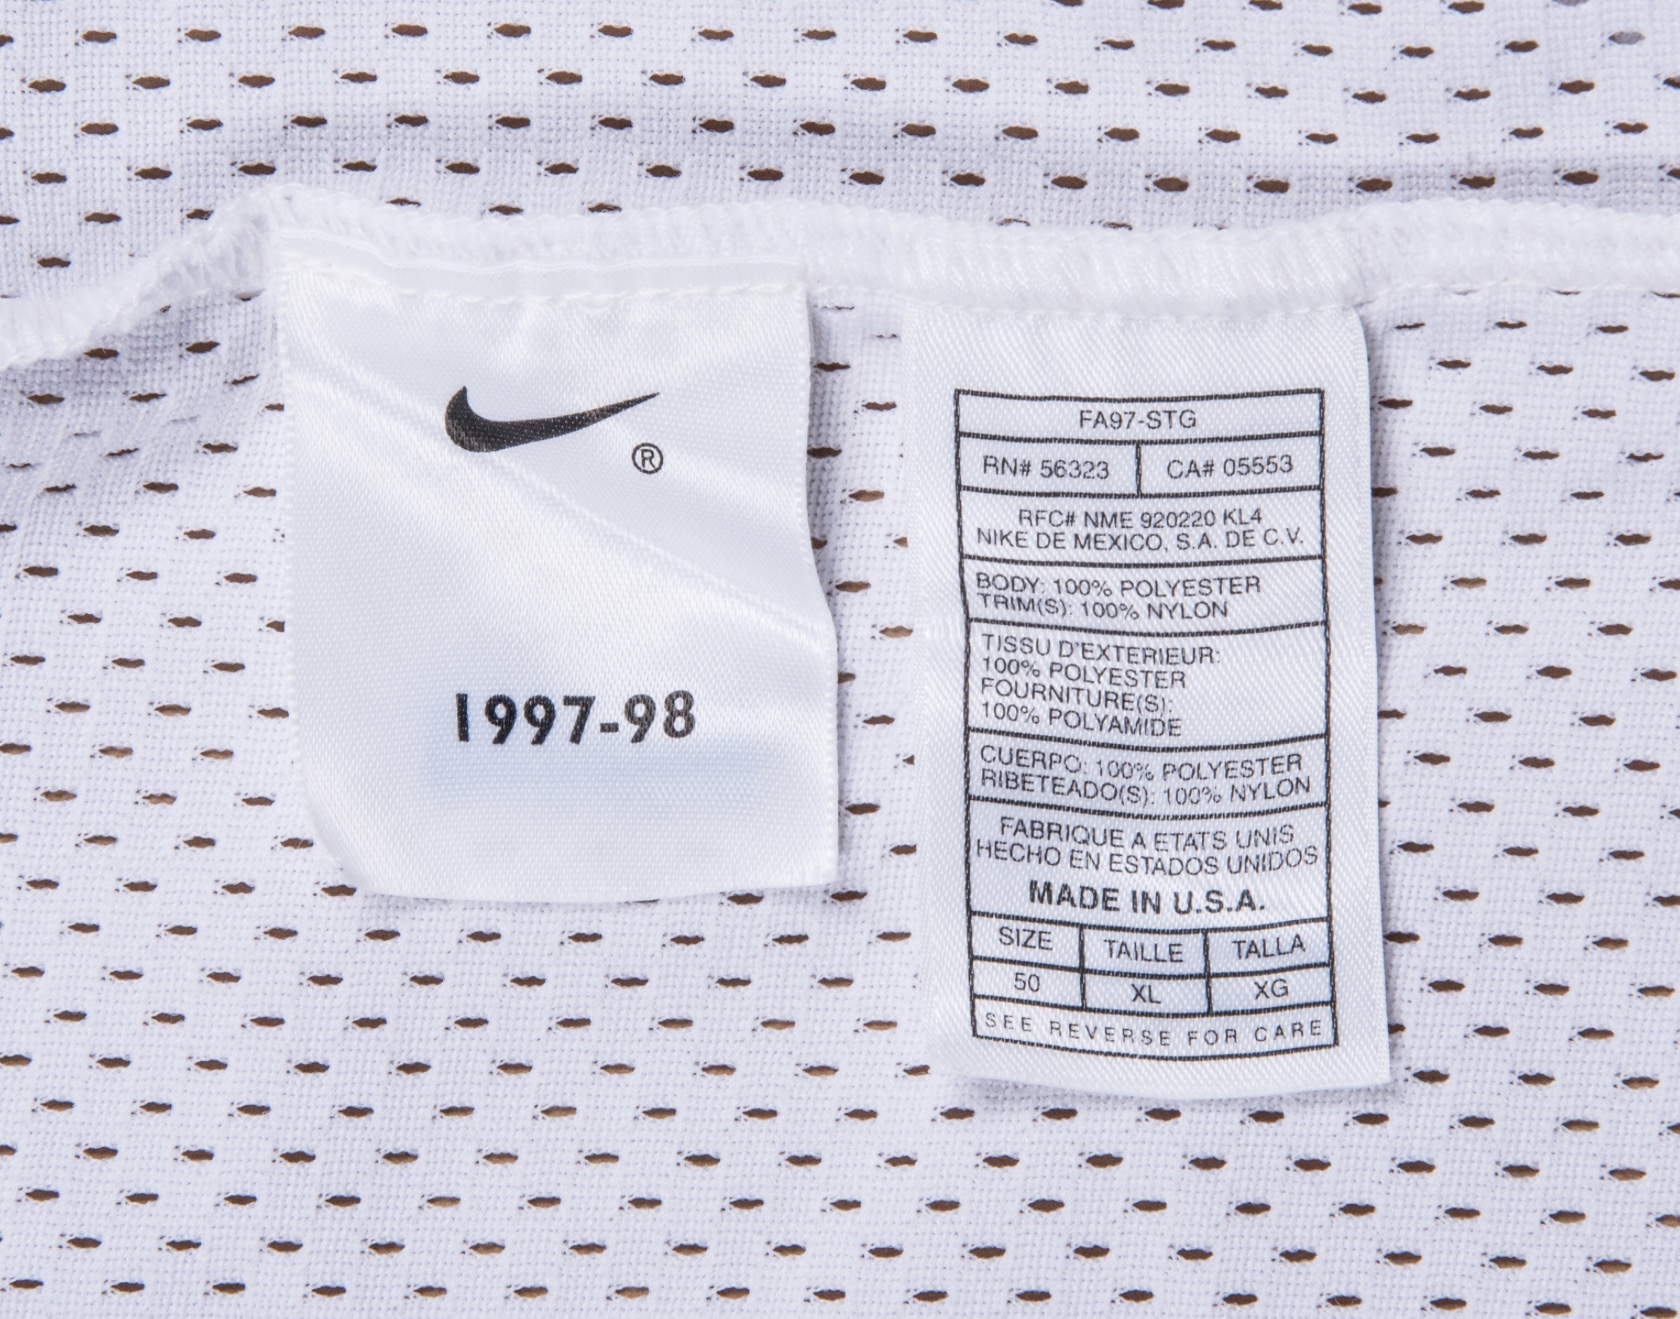 ®
1997-98
FA97-STG
RN# 56323 CA# 05553
RFC# NME 920220 KL4
NIKE DE MEXICO, S.A. DE C.V.
BODY: 100% POLYESTER
TRIM(S): 100% NYLON
TISSU D'EXTERIEUR:
100% POLYESTER
FOURNITURE(S):
100% POLYAMIDE
CUERPO: 100% POLYESTER
RIBETEADO(S): 100% NYLON
FABRIQUE A ETATS UNIS
HECHO EN ESTADOS UNIDOS
MADE IN U.S.A.
SIZE TAILLE TALLA
50 XL XG
SEE REVERSE FOR CARE